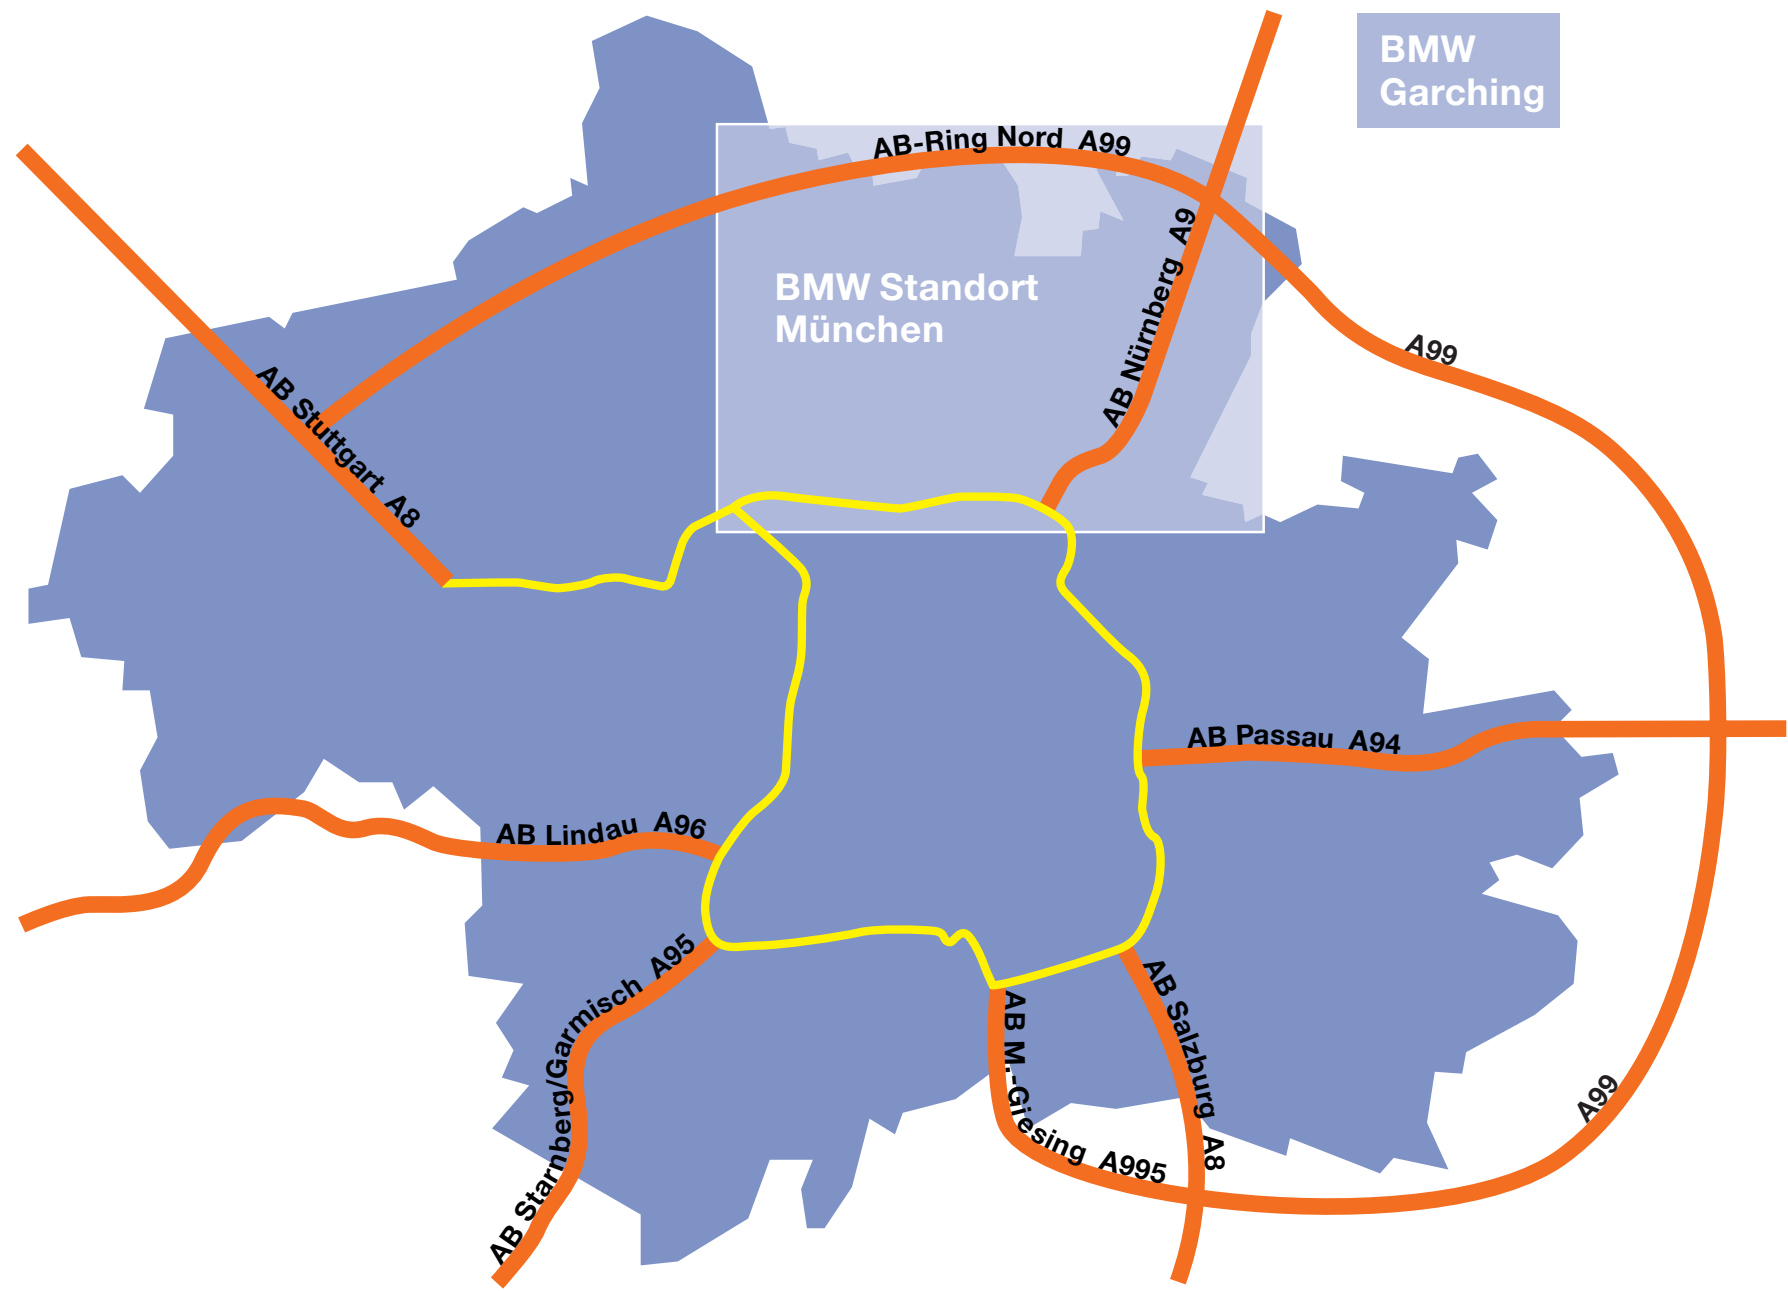 BMW
Garching
AB-Ring Nord A99
BMW Standort
München
AB Nürnberg A9
A99
AB Stuttgart A8
AB Passau A94
AB Lindau A96
AB Starnberg/Garmisch A95
AB M.-Giesing A995
AB Salzburg A8
A99